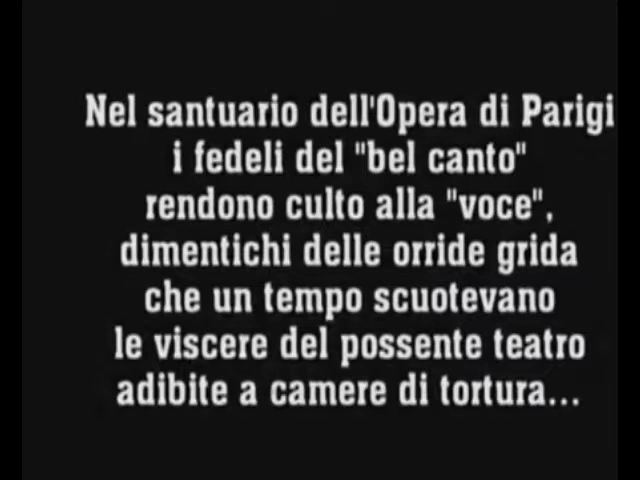 Nel santuario dell'Opera di Parigi
i fedeli del "bel canto"
rendono culto alla "voce",
dimentichi delle orride grida
che un tempo scuotevano
le viscere del possente teatro
adibite a camere di tortura...